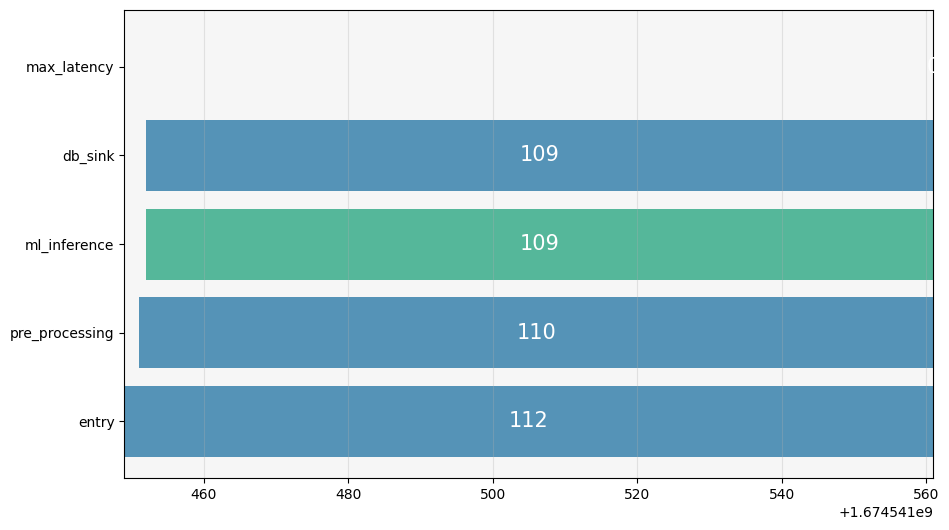 max_latency
db_sink
109
ml_inference
109
pre_processing
110
entry
112
460 480 500 520 540 560
+1.674541e9